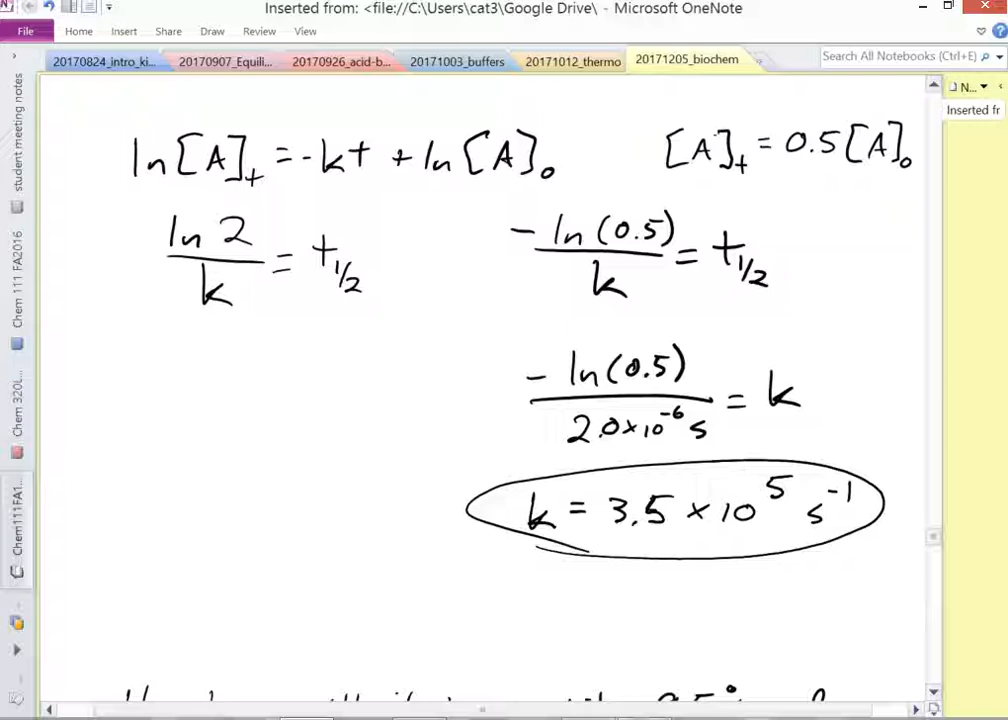 Inserted from: <file://C:\Users\cat3\Google Drive\ - Microsoft OneNote
File Home Insert Share Draw Review View
20170824_intro_ki... 20170907_Equili... 20170926_acid-b... 20171003_buffers 20171012_thermo 20171205_biochem
Search All Notebooks (Ctrl+E)
N...
Inserted fr
student meeting notes
Chem 111 FA2016
Chem 320L
Chem111FA1
ln[A]t = -kt + ln[A]0
[A]t = 0.5[A]0
ln 2 / k = t1/2
-ln(0.5) / k = t1/2
-ln(0.5) / 2.0×10^-6 s = k
k = 3.5 × 10^5 s^-1